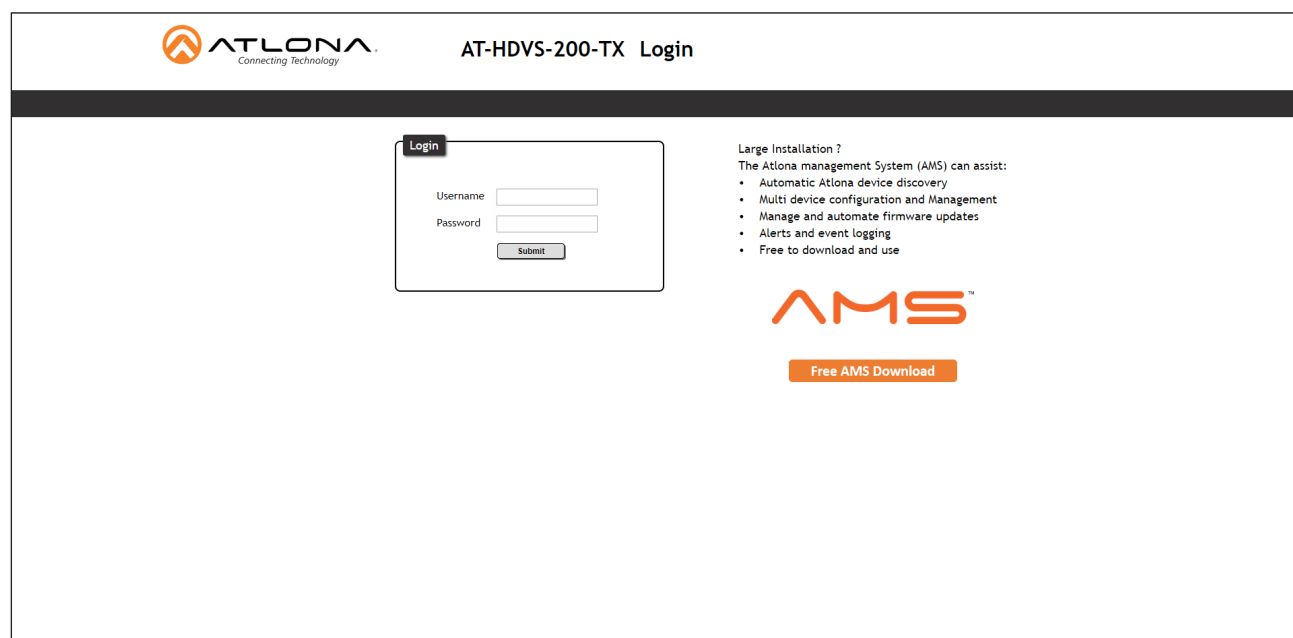 ATLONA.
Connecting Technology
AT-HDVS-200-TX Login
Login
Username
Password
Submit
Large Installation ?
The Atlona management System (AMS) can assist:
• Automatic Atlona device discovery
• Multi device configuration and Management
• Manage and automate firmware updates
• Alerts and event logging
• Free to download and use
AMS™
Free AMS Download